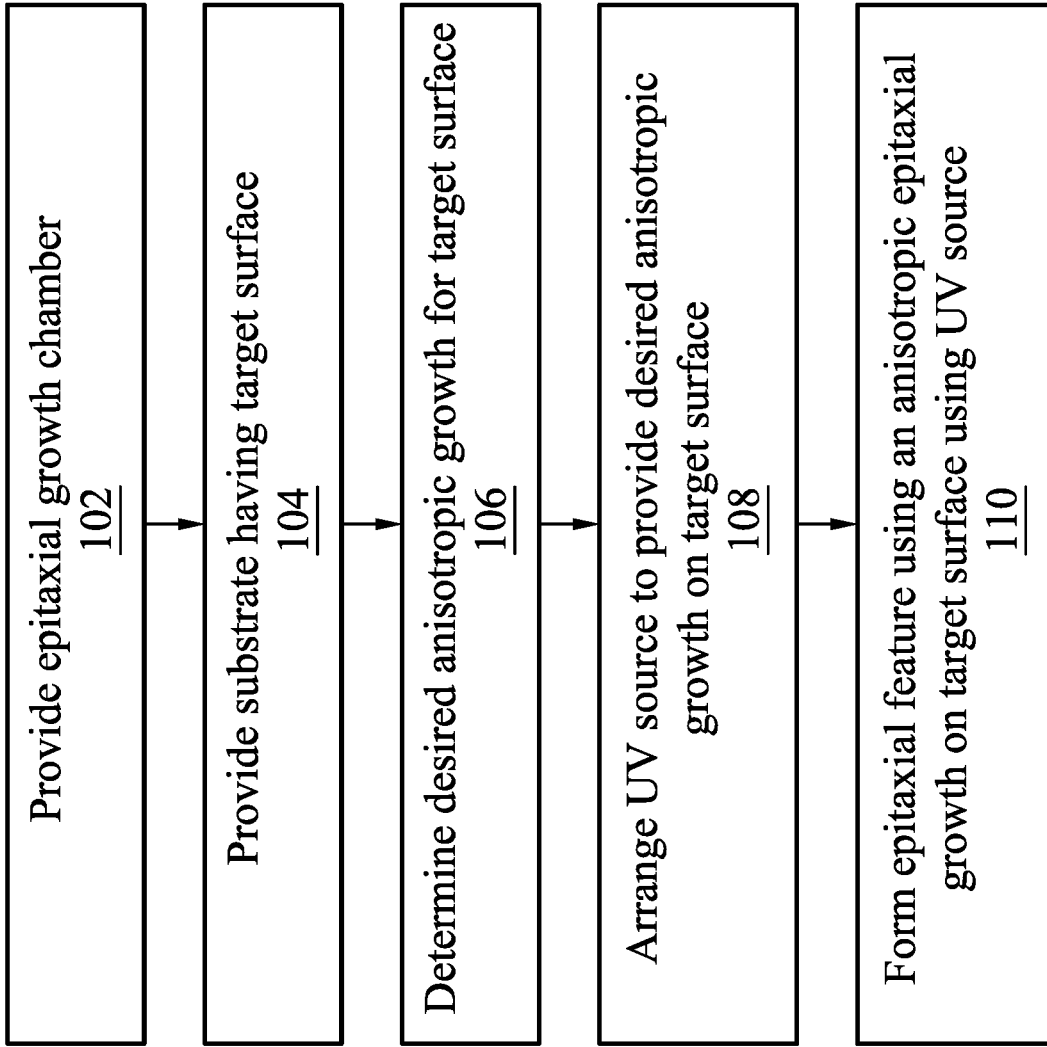 Provide epitaxial growth chamber
102
Provide substrate having target surface
104
Determine desired anisotropic growth for target surface
106
Arrange UV source to provide desired anisotropic
growth on target surface
108
Form epitaxial feature using an anisotropic epitaxial
growth on target surface using UV source
110